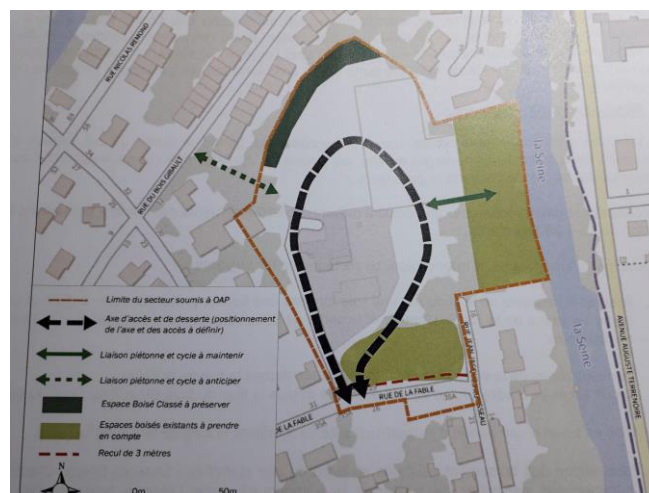 RUE NICOLAS REMOND
RUE DU BOIS GIBAULT
la Seine
la Seine
AVENUE AUGUSTE TERRENOIRE
RUE DE LA FABLE
DE LA FABLE
Limite du secteur soumis à OAP
Axe d'accès et de desserte (positionnement
de l'axe et des accès à définir)
Liaison piétonne et cycle à maintenir
Liaison piétonne et cycle à anticiper
Espace Boisé Classé à préserver
Espaces boisés existants à prendre
en compte
Recul de 3 mètres
N
0m 50m